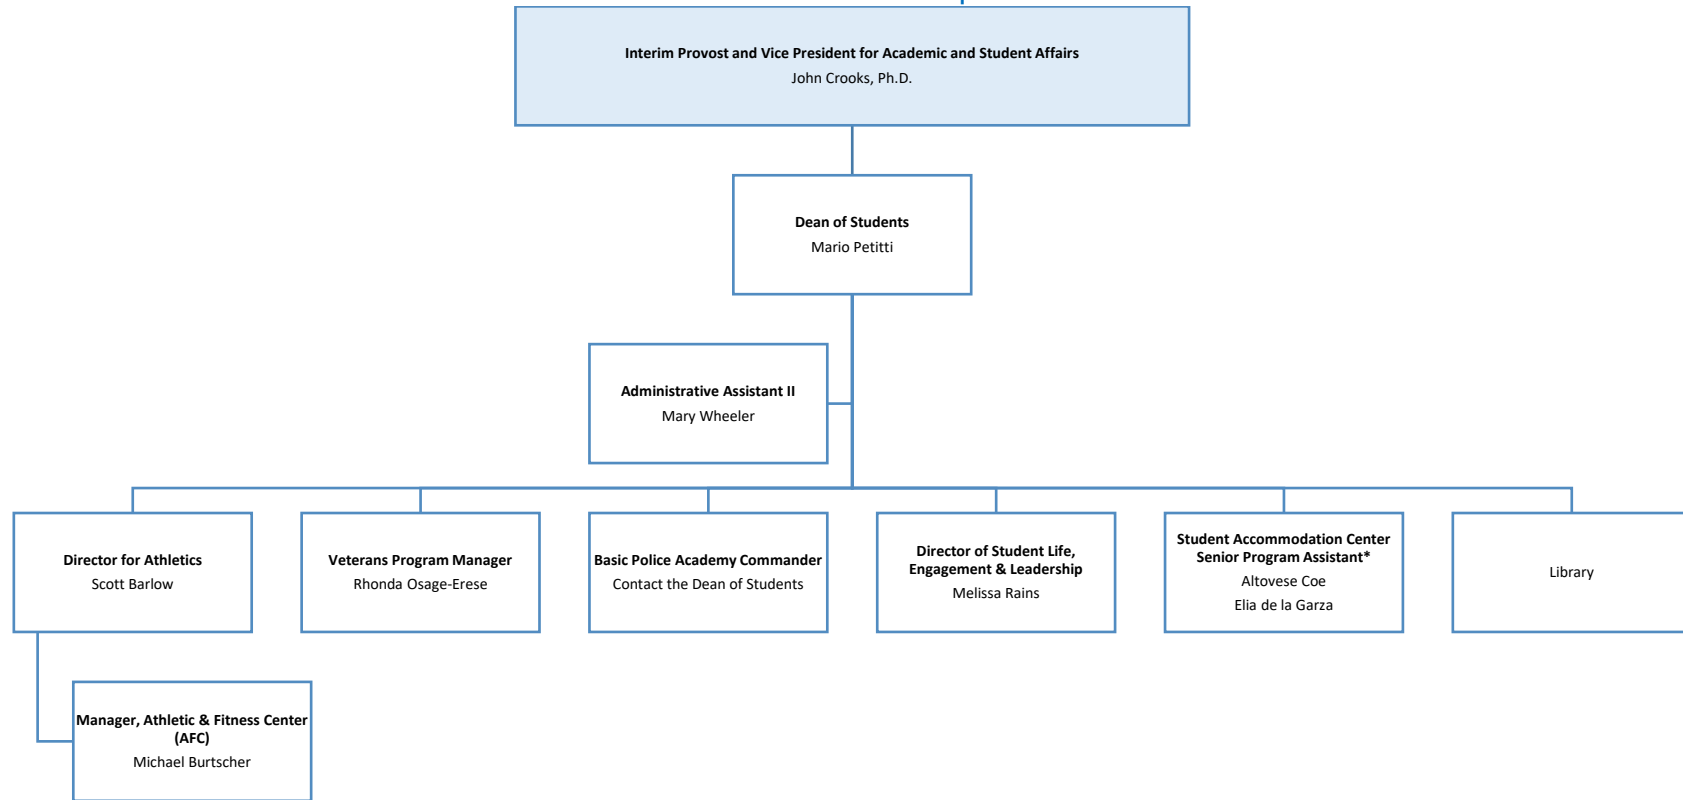 Interim Provost and Vice President for Academic and Student Affairs
John Crooks, Ph.D.
Dean of Students
Mario Petitti
Administrative Assistant II
Mary Wheeler
Director for Athletics
Scott Barlow
Veterans Program Manager
Rhonda Osage-Erese
Basic Police Academy Commander
Contact the Dean of Students
Director of Student Life,
Engagement & Leadership
Melissa Rains
Student Accommodation Center
Senior Program Assistant*
Altovese Coe
Elia de la Garza
Library
Manager, Athletic & Fitness Center
(AFC)
Michael Burtscher